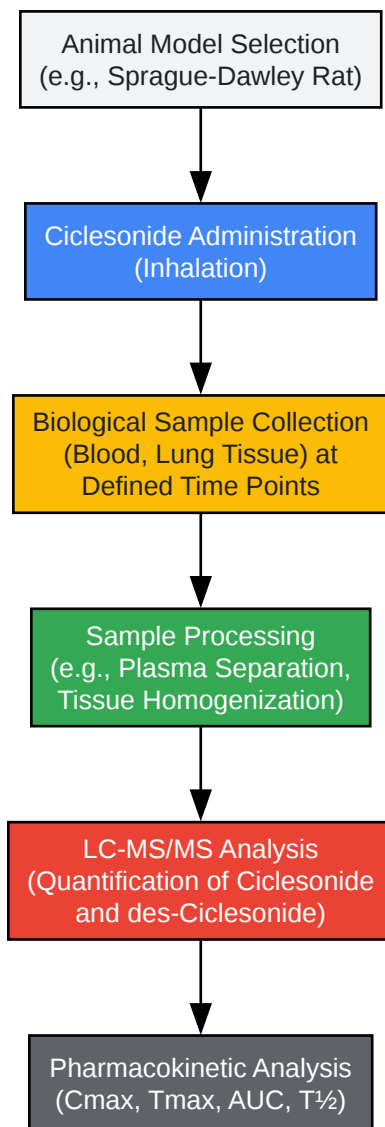 Animal Model Selection
(e.g., Sprague-Dawley Rat)
Ciclesonide Administration
(Inhalation)
Biological Sample Collection
(Blood, Lung Tissue) at
Defined Time Points
Sample Processing
(e.g., Plasma Separation,
Tissue Homogenization)
LC-MS/MS Analysis
(Quantification of Ciclesonide
and des-Ciclesonide)
Pharmacokinetic Analysis
(Cmax, Tmax, AUC, T½)